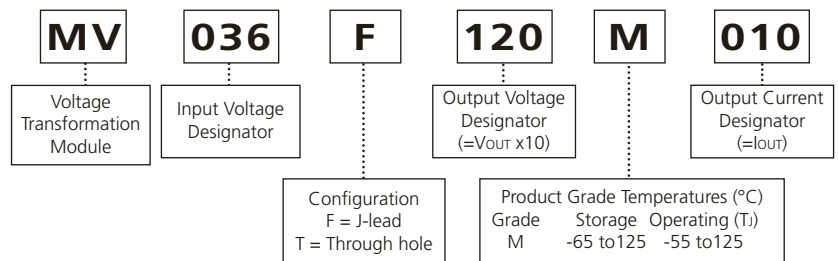 MV 036 F 120 M 010
Voltage
Transformation
Module
Input Voltage
Designator
Output Voltage
Designator
(=VOUT x10)
Output Current
Designator
(=IOUT)
Configuration
F = J-lead
T = Through hole
Product Grade Temperatures (°C)
Grade Storage Operating (TJ)
M -65 to125 -55 to125